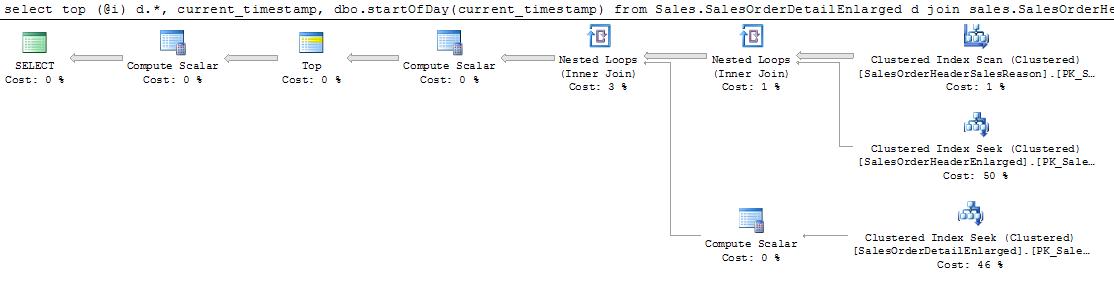 select top (@i) d.*, current_timestamp, dbo.startOfDay(current_timestamp) from Sales.SalesOrderDetailEnlarged d join sales.SalesOrderHe
SELECT
Cost: 0 %
Compute Scalar
Cost: 0 %
Top
Cost: 0 %
Compute Scalar
Cost: 0 %
Nested Loops
(Inner Join)
Cost: 3 %
Nested Loops
(Inner Join)
Cost: 1 %
Clustered Index Scan (Clustered)
[SalesOrderHeaderSalesReason].[PK_S…
Cost: 1 %
Clustered Index Seek (Clustered)
[SalesOrderHeaderEnlarged].[PK_Sale…
Cost: 50 %
Compute Scalar
Cost: 0 %
Clustered Index Seek (Clustered)
[SalesOrderDetailEnlarged].[PK_Sale…
Cost: 46 %